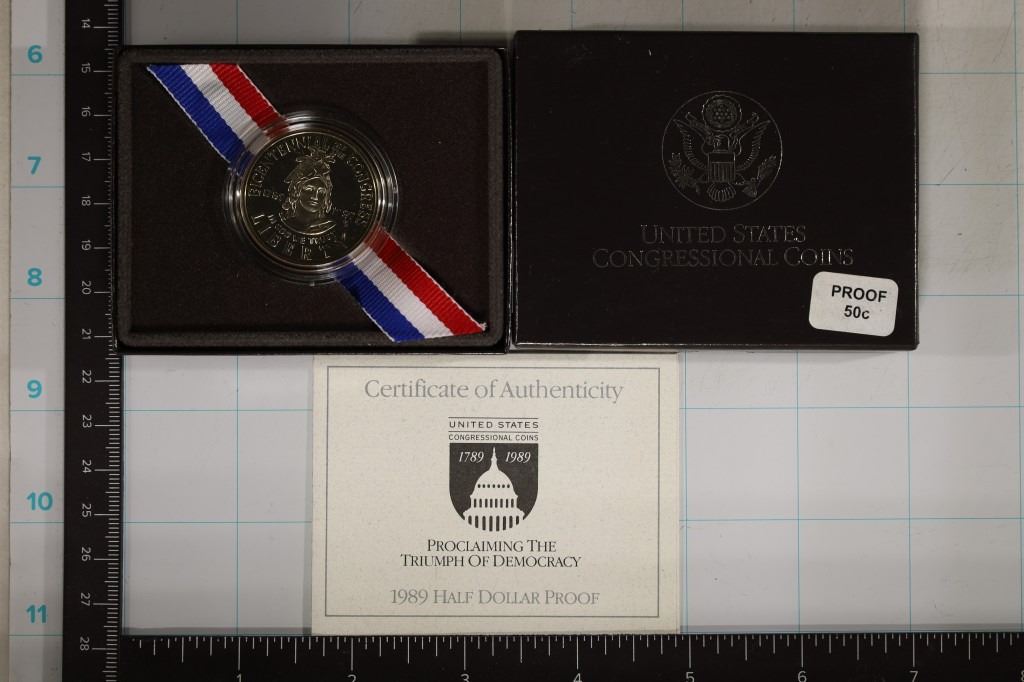 BICENTENNIAL OF THE CONGRESS
1789
LIBERTY
UNITED STATES
CONGRESSIONAL COINS
PROOF
50c
Certificate of Authenticity
UNITED STATES
CONGRESSIONAL COINS
1789 1989
PROCLAIMING THE
TRIUMPH OF DEMOCRACY
1989 HALF DOLLAR PROOF
6
7
8
9
10
11
14
15
16
17
18
19
20
21
22
23
24
25
26
27
28
1 2 3 4 5 6 7 8